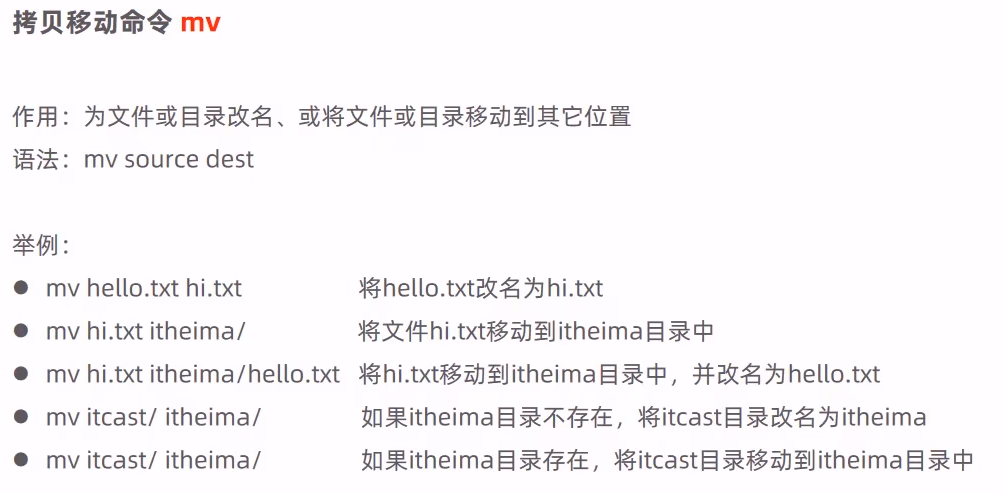 拷贝移动命令 mv
作用：为文件或目录改名、或将文件或目录移动到其它位置
语法：mv source dest
举例：
● mv hello.txt hi.txt 将hello.txt改名为hi.txt
● mv hi.txt itheima/ 将文件hi.txt移动到itheima目录中
● mv hi.txt itheima/hello.txt 将hi.txt移动到itheima目录中，并改名为hello.txt
● mv itcast/ itheima/ 如果itheima目录不存在，将itcast目录改名为itheima
● mv itcast/ itheima/ 如果itheima目录存在，将itcast目录移动到itheima目录中